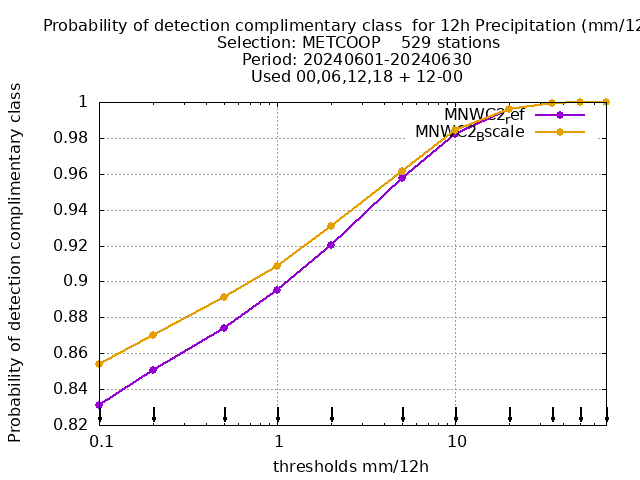 Probability of detection complimentary class  for 12h Precipitation (mm/12
Selection: METCOOP    529 stations
Period: 20240601-20240630
Used 00,06,12,18 + 12-00
Probability of detection complimentary class
1
0.98
0.96
0.94
0.92
0.9
0.88
0.86
0.84
0.82
MNWC2ref
MNWC2Bscale
0.1
1
10
thresholds mm/12h